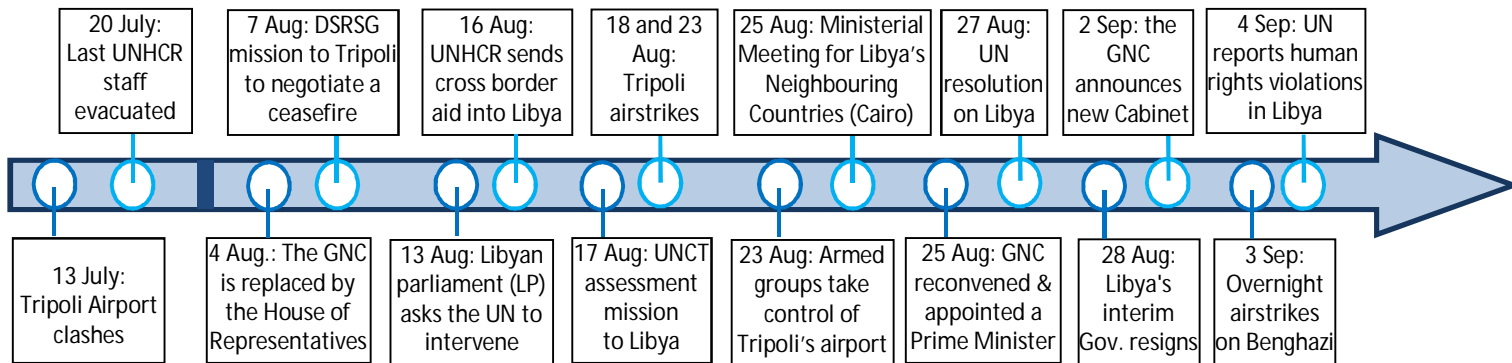 20 July:
Last UNHCR
staff
evacuated
7 Aug: DSRSG
mission to Tripoli
to negotiate a
ceasefire
16 Aug:
UNHCR sends
cross border
aid into Libya
18 and 23
Aug:
Tripoli
airstrikes
25 Aug: Ministerial
Meeting for Libya's
Neighbouring
Countries (Cairo)
27 Aug:
UN
resolution
on Libya
2 Sep: the
GNC
announces
new Cabinet
4 Sep: UN
reports human
rights violations
in Libya
13 July:
Tripoli Airport
clashes
4 Aug.: The GNC
is replaced by
the House of
Representatives
13 Aug: Libyan
parliament (LP)
asks the UN to
intervene
17 Aug: UNCT
assessment
mission
to Libya
23 Aug: Armed
groups take
control of
Tripoli's airport
25 Aug: GNC
reconvened &
appointed a
Prime Minister
28 Aug:
Libya's
interim
Gov. resigns
3 Sep:
Overnight
airstrikes
on Benghazi